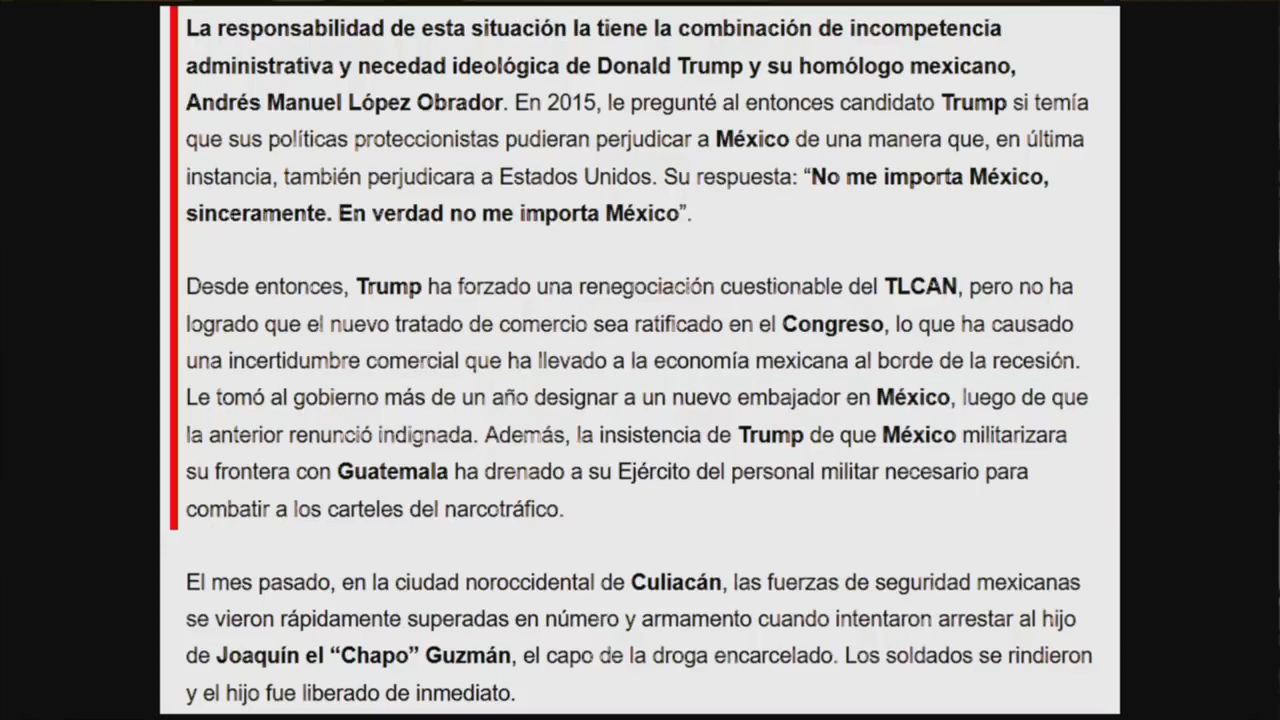 La responsabilidad de esta situación la tiene la combinación de incompetencia
administrativa y necedad ideológica de Donald Trump y su homólogo mexicano,
Andrés Manuel López Obrador. En 2015, le pregunté al entonces candidato Trump si temía
que sus políticas proteccionistas pudieran perjudicar a México de una manera que, en última
instancia, también perjudicara a Estados Unidos. Su respuesta: “No me importa México,
sinceramente. En verdad no me importa México”.
Desde entonces, Trump ha forzado una renegociación cuestionable del TLCAN, pero no ha
logrado que el nuevo tratado de comercio sea ratificado en el Congreso, lo que ha causado
una incertidumbre comercial que ha llevado a la economía mexicana al borde de la recesión.
Le tomó al gobierno más de un año designar a un nuevo embajador en México, luego de que
la anterior renunció indignada. Además, la insistencia de Trump de que México militarizara
su frontera con Guatemala ha drenado a su Ejército del personal militar necesario para
combatir a los carteles del narcotráfico.
El mes pasado, en la ciudad noroccidental de Culiacán, las fuerzas de seguridad mexicanas
se vieron rápidamente superadas en número y armamento cuando intentaron arrestar al hijo
de Joaquín el “Chapo” Guzmán, el capo de la droga encarcelado. Los soldados se rindieron
y el hijo fue liberado de inmediato.